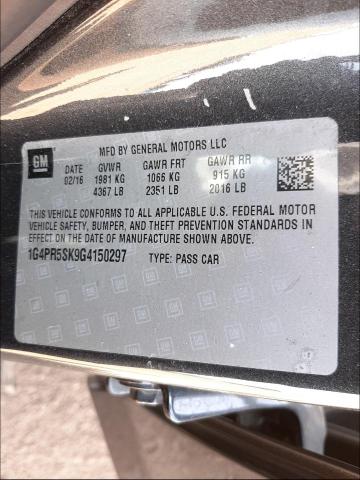 MFD BY GENERAL MOTORS LLC
GM
DATE GVWR GAWR FRT GAWR RR
02/16 1981 KG 1066 KG 915 KG
4367 LB 2351 LB 2016 LB
THIS VEHICLE CONFORMS TO ALL APPLICABLE U.S. FEDERAL MOTOR
VEHICLE SAFETY, BUMPER, AND THEFT PREVENTION STANDARDS
IN EFFECT ON THE DATE OF MANUFACTURE SHOWN ABOVE.
1G4PR5SK9G4150297 TYPE: PASS CAR